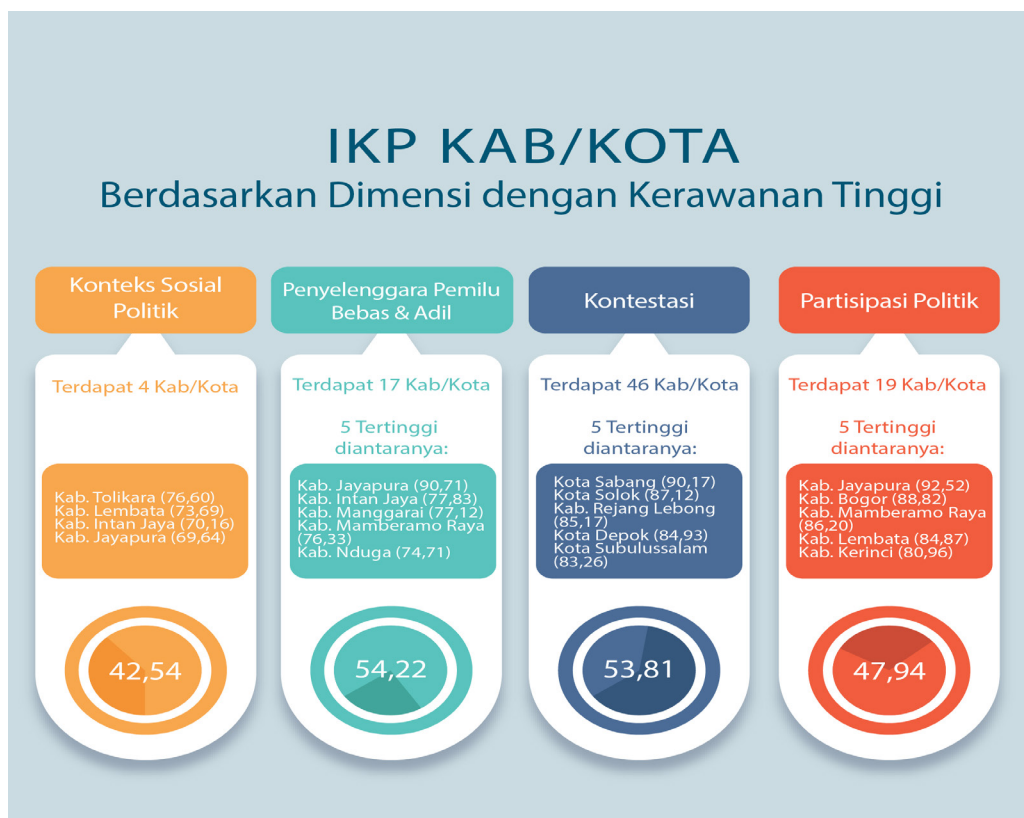 IKP KAB/KOTA
Berdasarkan Dimensi dengan Kerawanan Tinggi
Konteks Sosial
Politik
Terdapat 4 Kab/Kota
Kab. Tolikara (76,60)
Kab. Lembata (73,69)
Kab. Intan Jaya (70,16)
Kab. Jayapura (69,64)
42,54
Penyelenggara Pemilu
Bebas & Adil
Terdapat 17 Kab/Kota
5 Tertinggi
diantaranya:
Kab. Jayapura (90,71)
Kab. Intan Jaya (77,83)
Kab. Manggarai (77,12)
Kab. Mamberamo Raya
(76,33)
Kab. Nduga (74,71)
54,22
Kontestasi
Terdapat 46 Kab/Kota
5 Tertinggi
diantaranya:
Kota Sabang (90,17)
Kota Solok (87,12)
Kab. Rejang Lebong
(85,17)
Kota Depok (84,93)
Kota Subulussalam
(83,26)
53,81
Partisipasi Politik
Terdapat 19 Kab/Kota
5 Tertinggi
diantaranya:
Kab. Jayapura (92,52)
Kab. Bogor (88,82)
Kab. Mamberamo Raya
(86,20)
Kab. Lembata (84,87)
Kab. Kerinci (80,96)
47,94